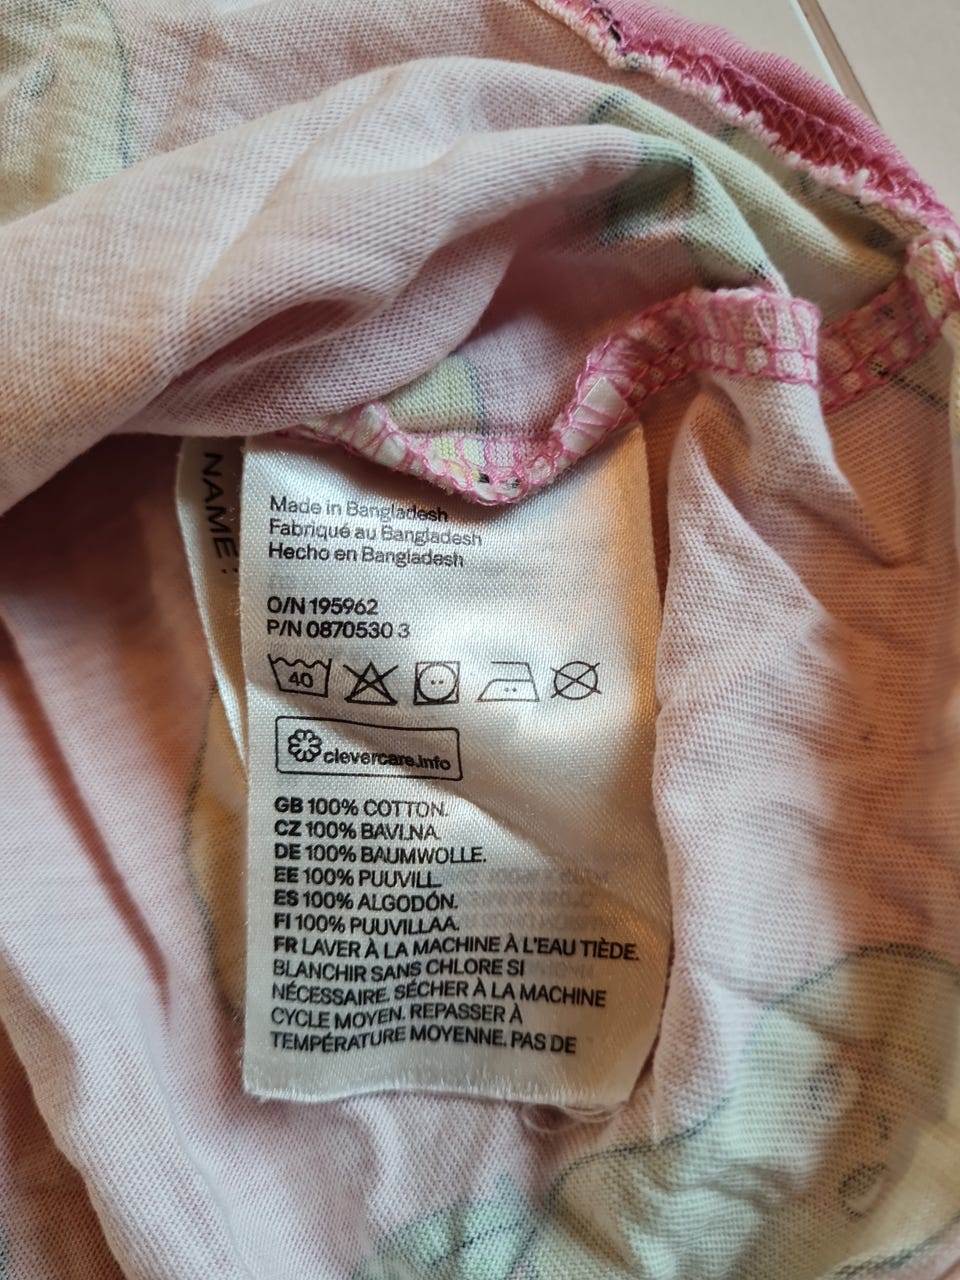 NAME:
Made in Bangladesh
Fabriqué au Bangladesh
Hecho en Bangladesh
O/N 195962
P/N 0870530 3
40
clevercare.info
GB 100% COTTON.
CZ 100% BAVLNA.
DE 100% BAUMWOLLE.
EE 100% PUUVILL.
ES 100% ALGODÓN.
FI 100% PUUVILLAA.
FR LAVER À LA MACHINE À L'EAU TIÈDE.
BLANCHIR SANS CHLORE SI
NÉCESSAIRE. SÉCHER À LA MACHINE
CYCLE MOYEN. REPASSER À
TEMPÉRATURE MOYENNE. PAS DE